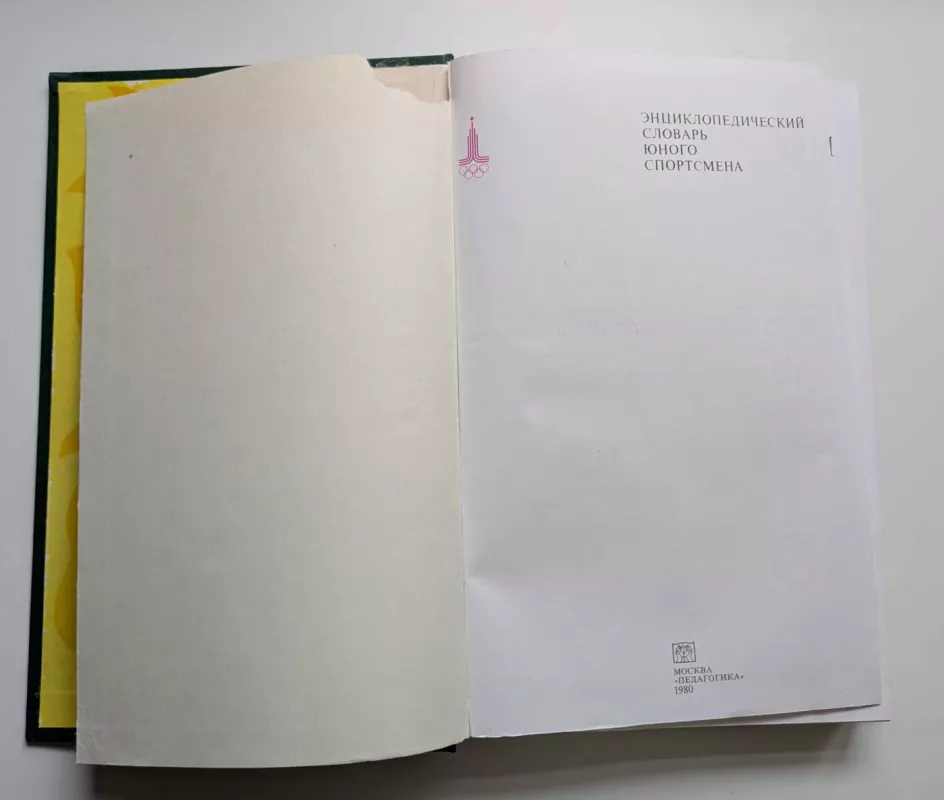 ЭНЦИКЛОПЕДИЧЕСКИЙ
СЛОВАРЬ
ЮНОГО
СПОРТСМЕНА
МОСКВА
«ПЕДАГОГИКА»
1980